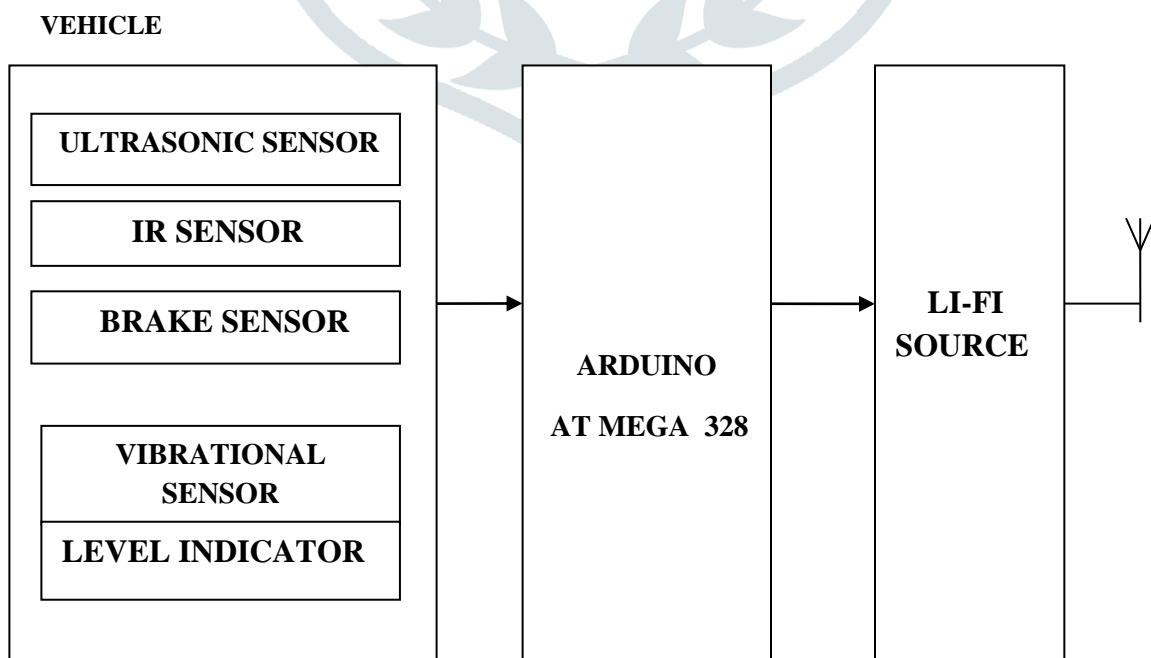 VEHICLE
ULTRASONIC SENSOR
IR SENSOR
BRAKE SENSOR
VIBRATIONAL
SENSOR
LEVEL INDICATOR
ARDUINO
AT MEGA 328
LI-FI
SOURCE